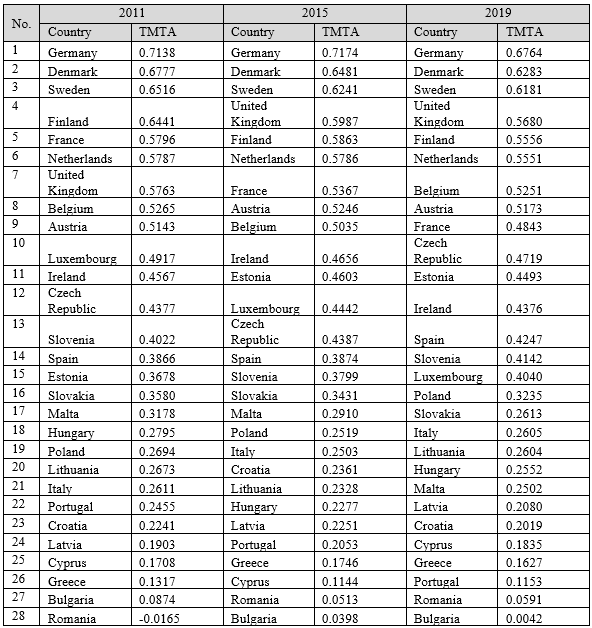 No. 2011 2015 2019
Country TMTA Country TMTA Country TMTA
1 Germany 0.7138 Germany 0.7174 Germany 0.6764
2 Denmark 0.6777 Denmark 0.6481 Denmark 0.6283
3 Sweden 0.6516 Sweden 0.6241 Sweden 0.6181
4 Finland 0.6441 United Kingdom 0.5987 United Kingdom 0.5680
5 France 0.5796 Finland 0.5863 Finland 0.5556
6 Netherlands 0.5787 Netherlands 0.5786 Netherlands 0.5551
7 United Kingdom 0.5763 France 0.5367 Belgium 0.5251
8 Belgium 0.5265 Austria 0.5246 Austria 0.5173
9 Austria 0.5143 Belgium 0.5035 France 0.4843
10 Luxembourg 0.4917 Ireland 0.4656 Czech Republic 0.4719
11 Ireland 0.4567 Estonia 0.4603 Estonia 0.4493
12 Czech Republic 0.4377 Luxembourg 0.4442 Ireland 0.4376
13 Slovenia 0.4022 Czech Republic 0.4387 Spain 0.4247
14 Spain 0.3866 Spain 0.3874 Slovenia 0.4142
15 Estonia 0.3678 Slovenia 0.3799 Luxembourg 0.4040
16 Slovakia 0.3580 Slovakia 0.3431 Poland 0.3235
17 Malta 0.3178 Malta 0.2910 Slovakia 0.2613
18 Hungary 0.2795 Poland 0.2519 Italy 0.2605
19 Poland 0.2694 Italy 0.2503 Lithuania 0.2604
20 Lithuania 0.2673 Croatia 0.2361 Hungary 0.2552
21 Italy 0.2611 Lithuania 0.2328 Malta 0.2502
22 Portugal 0.2455 Hungary 0.2277 Latvia 0.2080
23 Croatia 0.2241 Latvia 0.2251 Croatia 0.2019
24 Latvia 0.1903 Portugal 0.2053 Cyprus 0.1835
25 Cyprus 0.1708 Greece 0.1746 Greece 0.1627
26 Greece 0.1317 Cyprus 0.1144 Portugal 0.1153
27 Bulgaria 0.0874 Romania 0.0513 Romania 0.0591
28 Romania -0.0165 Bulgaria 0.0398 Bulgaria 0.0042